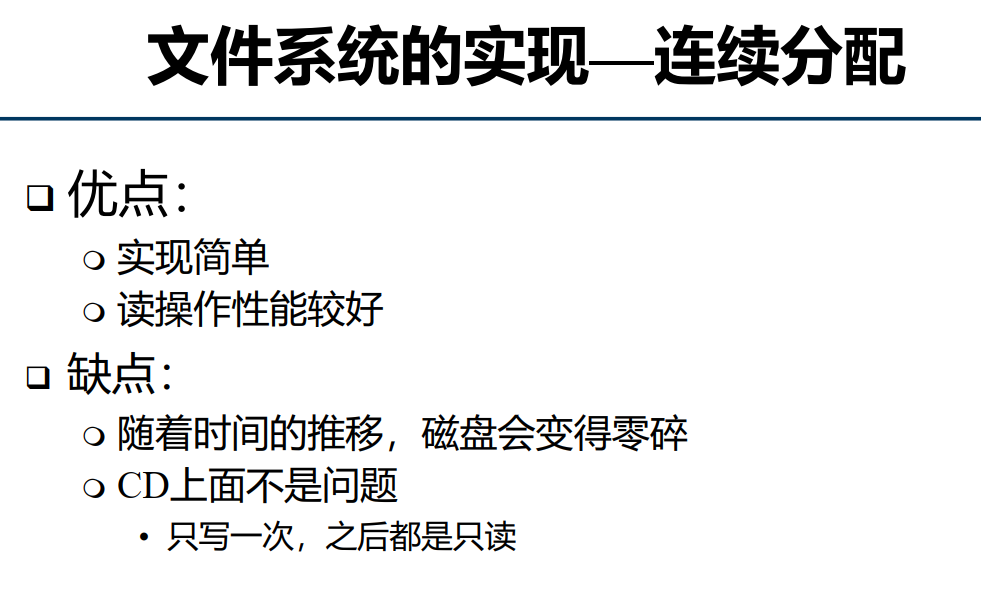 文件系统的实现—连续分配
❑ 优点：
❍ 实现简单
❍ 读操作性能较好
❑ 缺点：
❍ 随着时间的推移，磁盘会变得零碎
❍ CD上面不是问题
• 只写一次，之后都是只读